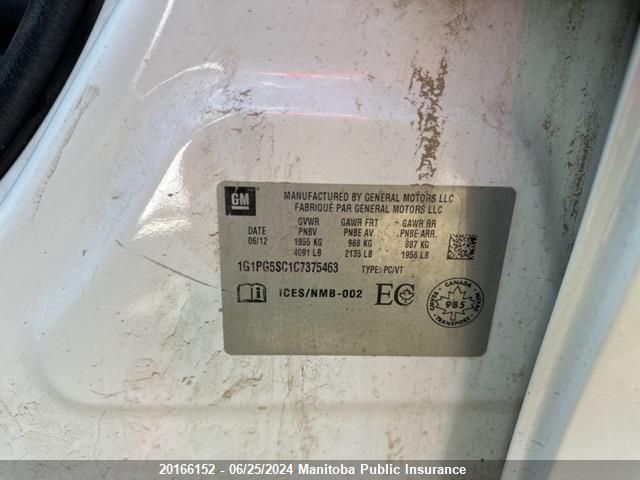 GM
MANUFACTURED BY GENERAL MOTORS LLC
FABRIQUÉ PAR GENERAL MOTORS LLC
GVWR GAWR FRT GAWR RR
DATE PNBV PNBE AV. PNBE ARR.
06/12 1855 KG 968 KG 887 KG
4091 LB 2135 LB 1956 LB
1G1PG5SC1C7375463 TYPE: PC/VT
ICES/NMB-002 EC
CANADA
985
TRANSPORT
20166152 - 06/25/2024 Manitoba Public Insurance